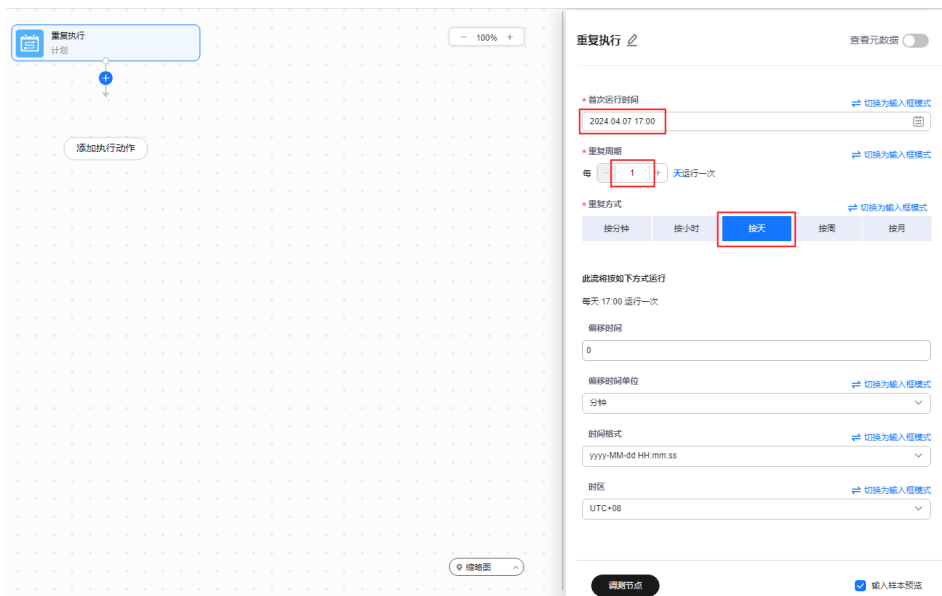 重复执行
计划
− 100% +
添加执行动作
缩略图
重复执行
查看元数据
* 首次运行时间
切换为输入框模式
2024.04.07 17:00
* 重复周期
切换为输入框模式
每 − 1 + 天运行一次
* 重复方式
切换为输入框模式
按分钟 按小时 按天 按周 按月
此流将按如下方式运行
每天 17:00 运行一次
偏移时间
0
偏移时间单位
切换为输入框模式
分钟
时间格式
切换为输入框模式
yyyy-MM-dd HH:mm:ss
时区
切换为输入框模式
UTC+08
调测节点
输入样本预览